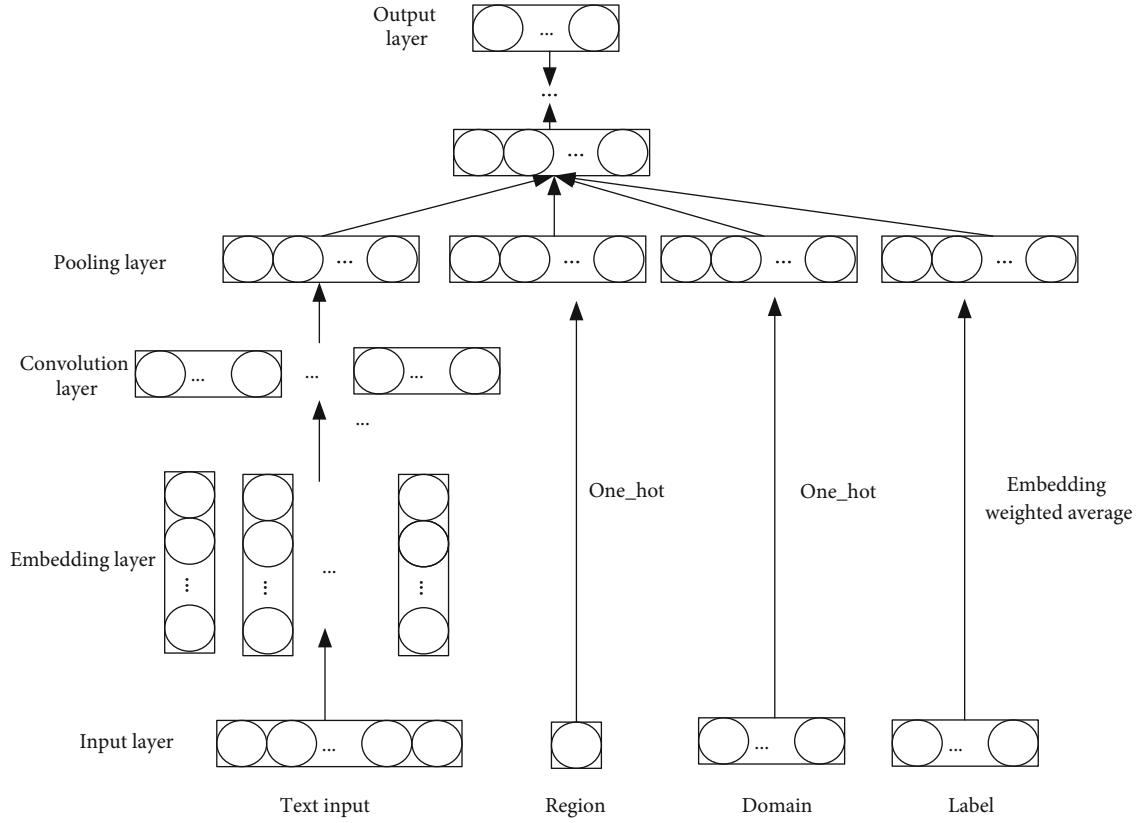 Output
layer
...
...
...
Pooling layer
...
...
...
...
Convolution
layer
...
...
...
...
One_hot
One_hot
Embedding
weighted average
Embedding layer
...
...
...
...
Input layer
...
...
...
Text input
Region
Domain
Label